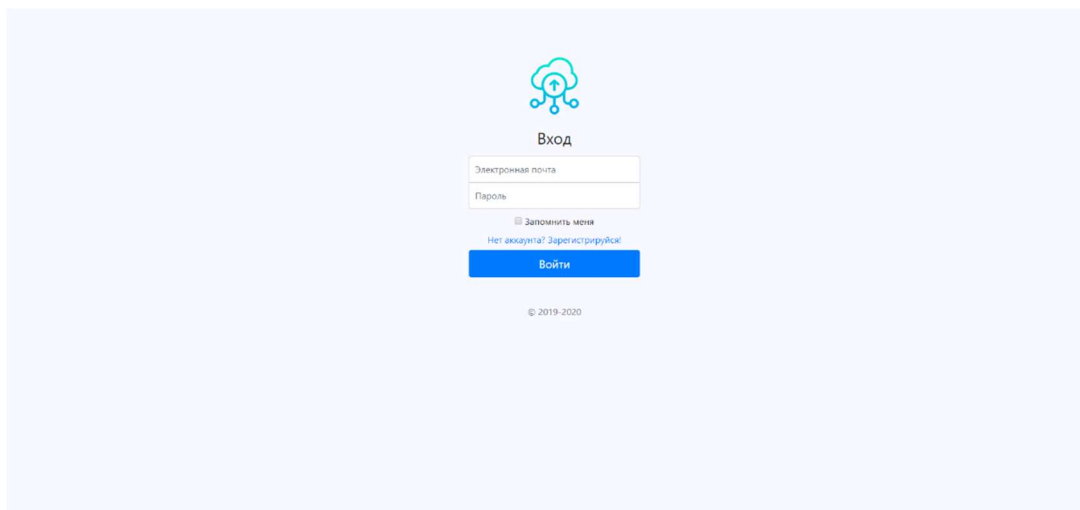 Вход
Электронная почта
Пароль
Запомнить меня
Нет аккаунта? Зарегистрируйся!
Войти
© 2019-2020